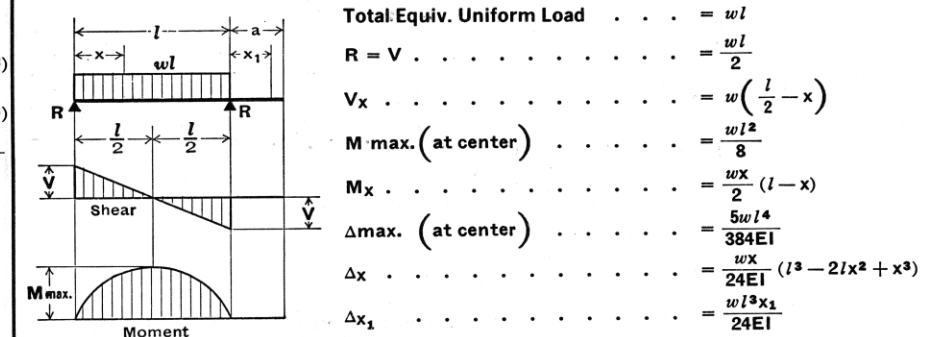 l
a
x
wl
x₁
R
R
l/2
l/2
V
Shear
V
M max.
Moment
Total Equiv. Uniform Load . . . = wl
R = V . . . . . . . . . . . = wl/2
Vx . . . . . . . . . . . . = w(l/2 — x)
M max. (at center) . . . . . . = wl²/8
Mx . . . . . . . . . . . . = wx/2 (l — x)
Δmax. (at center) . . . . . . = 5wl⁴/384EI
Δx . . . . . . . . . . . . = wx/24EI (l³ — 2lx² + x³)
Δx₁ . . . . . . . . . . . = wl³x₁/24EI